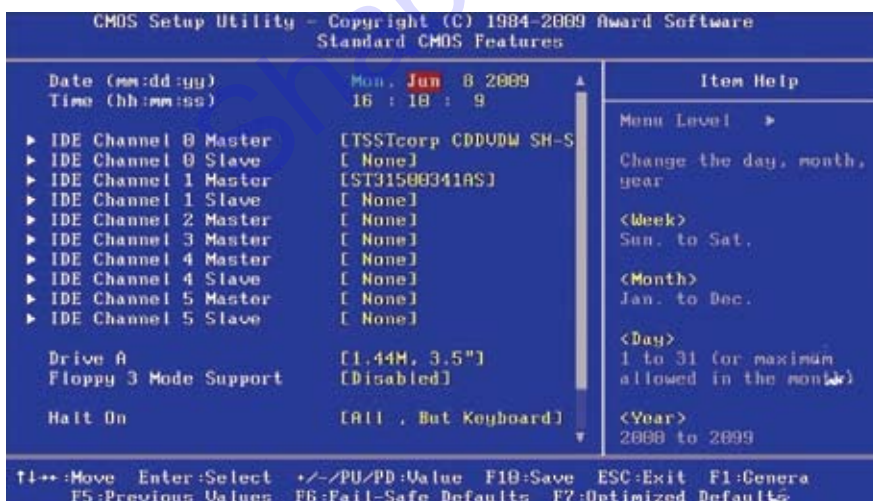 CMOS Setup Utility - Copyright (C) 1984-2009 Award Software
Standard CMOS Features
Date (mm:dd:yy) Mon, Jun 8 2009
Time (hh:mm:ss) 16 : 10 : 9
IDE Channel 0 Master [TSSTcorp CDDVDW SH-S
IDE Channel 0 Slave [ None]
IDE Channel 1 Master [ST31500341AS]
IDE Channel 1 Slave [ None]
IDE Channel 2 Master [ None]
IDE Channel 3 Master [ None]
IDE Channel 4 Master [ None]
IDE Channel 4 Slave [ None]
IDE Channel 5 Master [ None]
IDE Channel 5 Slave [ None]
Drive A [1.44M, 3.5"]
Floppy 3 Mode Support [Disabled]
Halt On [All , But Keyboard]
Item Help
Menu Level ▶
Change the day, month,
year
<Week>
Sun. to Sat.
<Month>
Jan. to Dec.
<Day>
1 to 31 (or maximum
allowed in the month)
<Year>
2000 to 2099
↑↓→←:Move Enter:Select +/-/PU/PD:Value F10:Save ESC:Exit F1:Genera
F5:Previous Values F6:Fail-Safe Defaults F7:Optimized Defaults